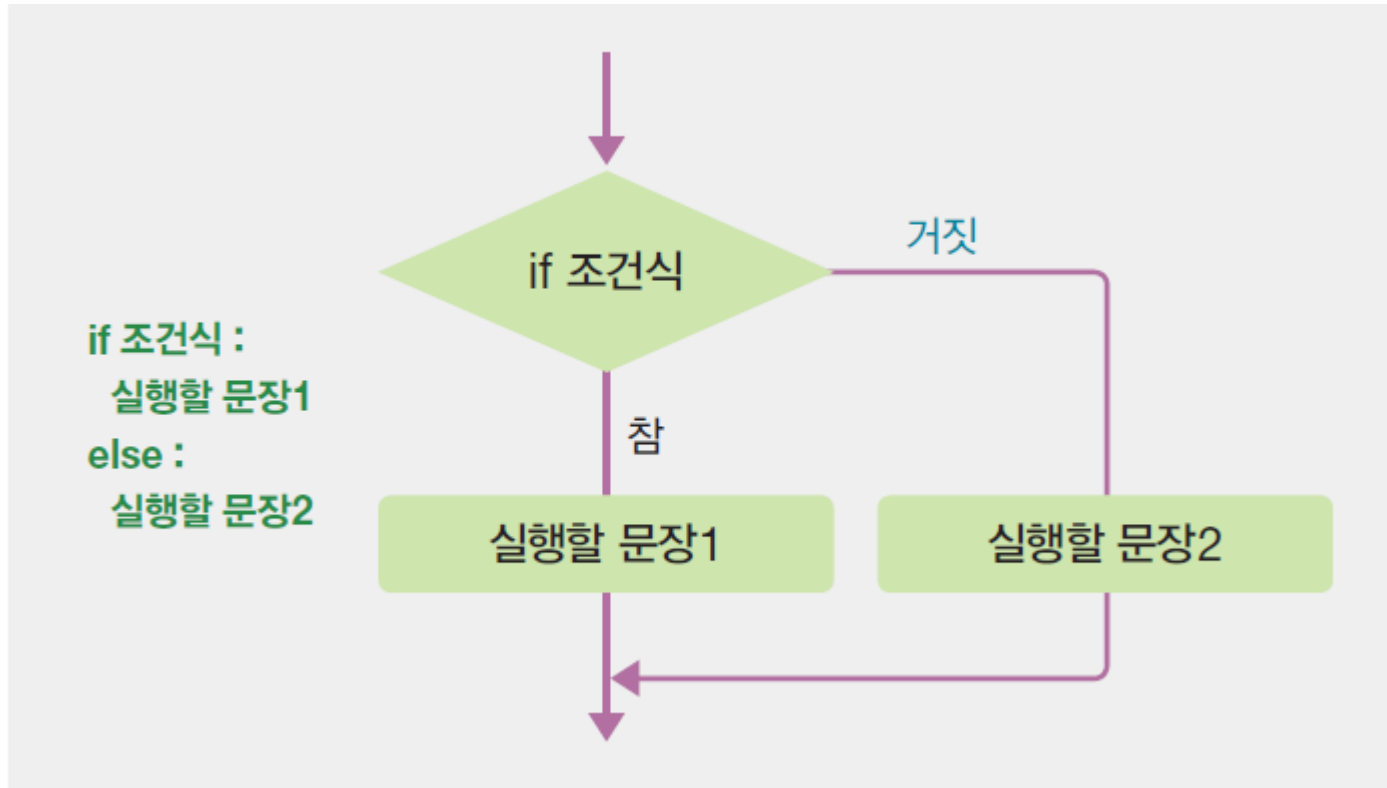 if 조건식 :
실행할 문장1
else :
실행할 문장2
if 조건식
거짓
참
실행할 문장1
실행할 문장2